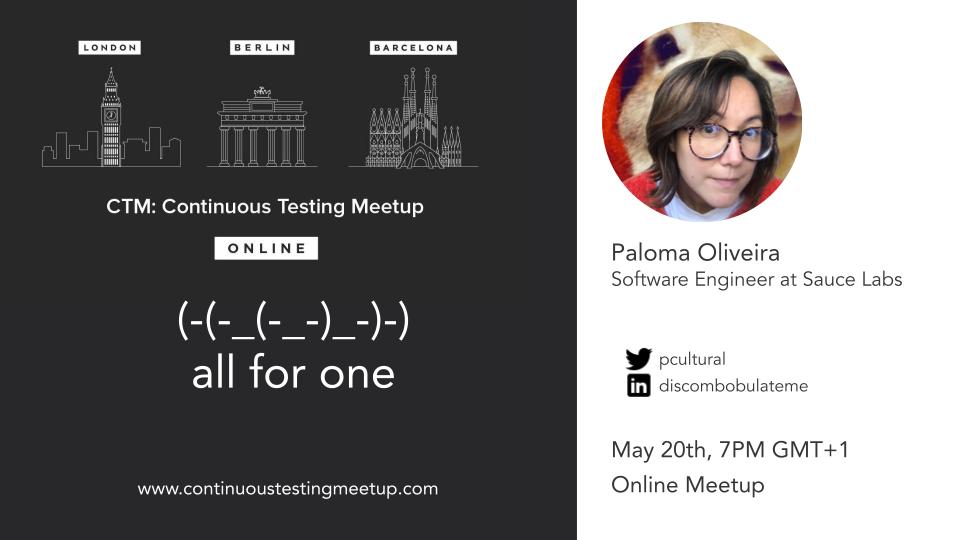 LONDON
BERLIN
BARCELONA
CTM: Continuous Testing Meetup
ONLINE
(-(-_(-_-)_-)-)
all for one
www.continuoustestingmeetup.com
Paloma Oliveira
Software Engineer at Sauce Labs
pcultural
in discombobulateme
May 20th, 7PM GMT+1
Online Meetup